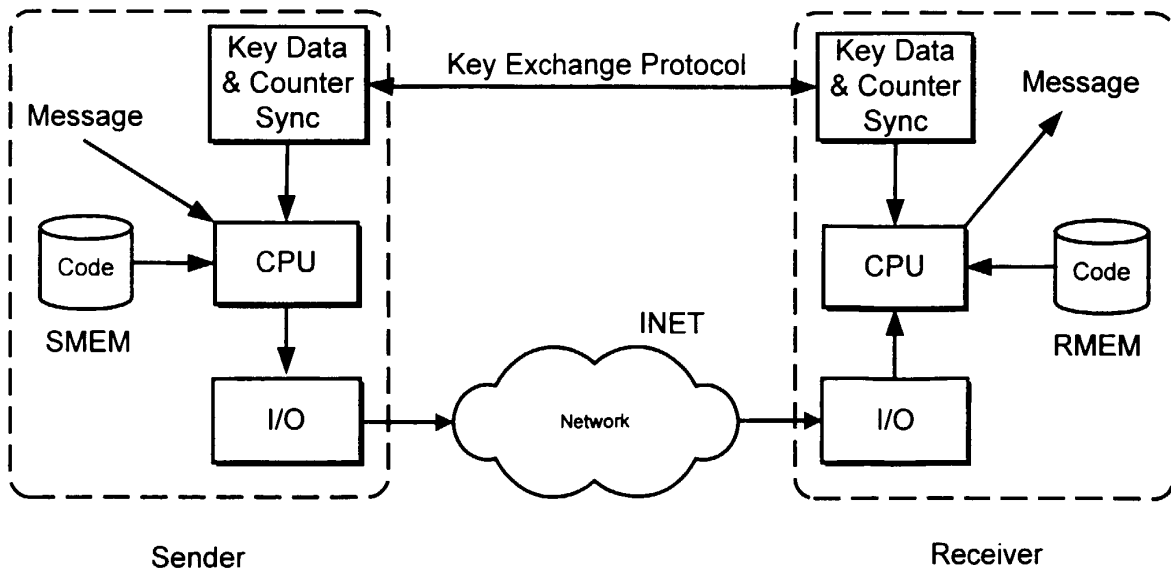 Key Data
& Counter
Sync
Key Exchange Protocol
Key Data
& Counter
Sync
Message
Message
Code
CPU
CPU
Code
SMEM
INET
RMEM
I/O
Network
I/O
Sender
Receiver